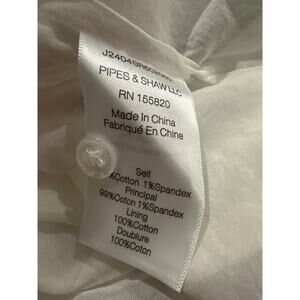 PIPES & SHAW LLC
RN 155820
Made In China
Fabriqué En Chine
Self
%Cotton 1%Spandex
Principal
99%Coton 1%Spandex
Lining
100%Cotton
Doublure
100%Coton